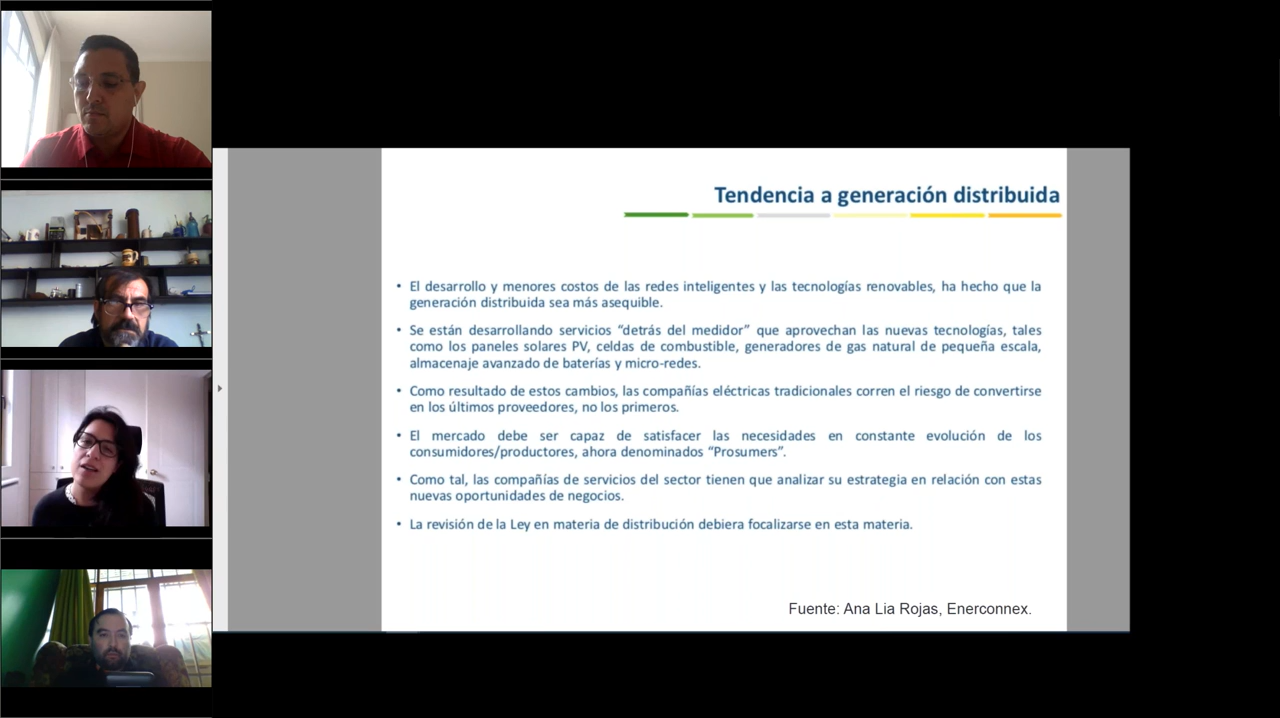 Tendencia a generación distribuida
• El desarrollo y menores costos de las redes inteligentes y las tecnologías renovables, ha hecho que la
generación distribuida sea más asequible.
• Se están desarrollando servicios “detrás del medidor” que aprovechan las nuevas tecnologías, tales
como los paneles solares PV, celdas de combustible, generadores de gas natural de pequeña escala,
almacenaje avanzado de baterías y micro-redes.
• Como resultado de estos cambios, las compañías eléctricas tradicionales corren el riesgo de convertirse
en los últimos proveedores, no los primeros.
• El mercado debe ser capaz de satisfacer las necesidades en constante evolución de los
consumidores/productores, ahora denominados “Prosumers”.
• Como tal, las compañías de servicios del sector tienen que analizar su estrategia en relación con estas
nuevas oportunidades de negocios.
• La revisión de la Ley en materia de distribución debiera focalizarse en esta materia.
Fuente: Ana Lia Rojas, Enerconnex.